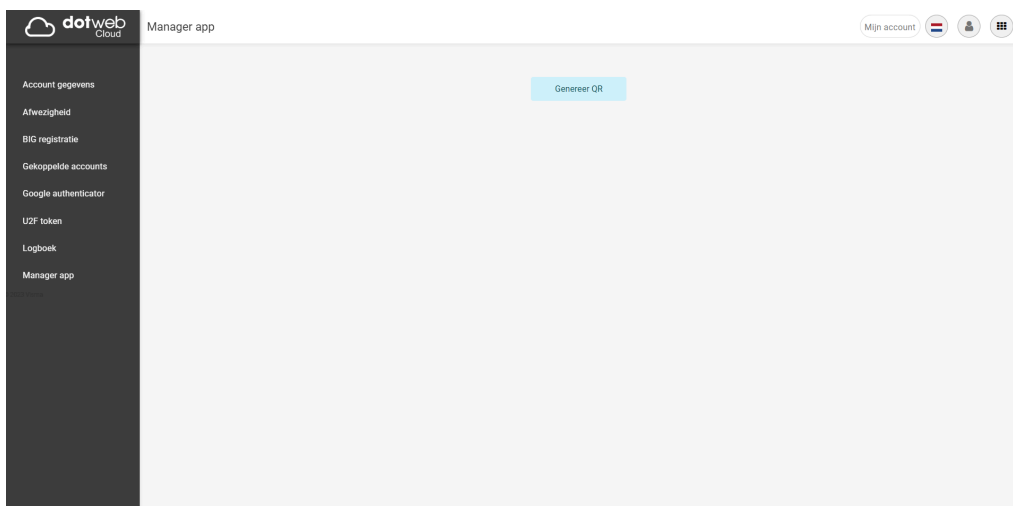 dotweb
Cloud
Manager app
Mijn account
Account gegevens
Genereer QR
Afwezigheid
BIG registratie
Gekoppelde accounts
Google authenticator
U2F token
Logboek
Manager app